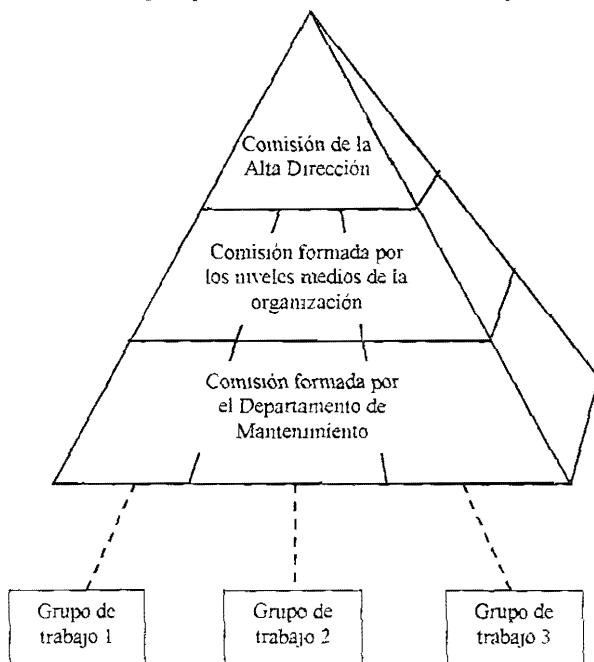 Comisión de la
Alta Dirección
Comisión formada por
los niveles medios de la
organización
Comisión formada por
el Departamento de
Mantenimiento
Grupo de
trabajo 1
Grupo de
trabajo 2
Grupo de
trabajo 3